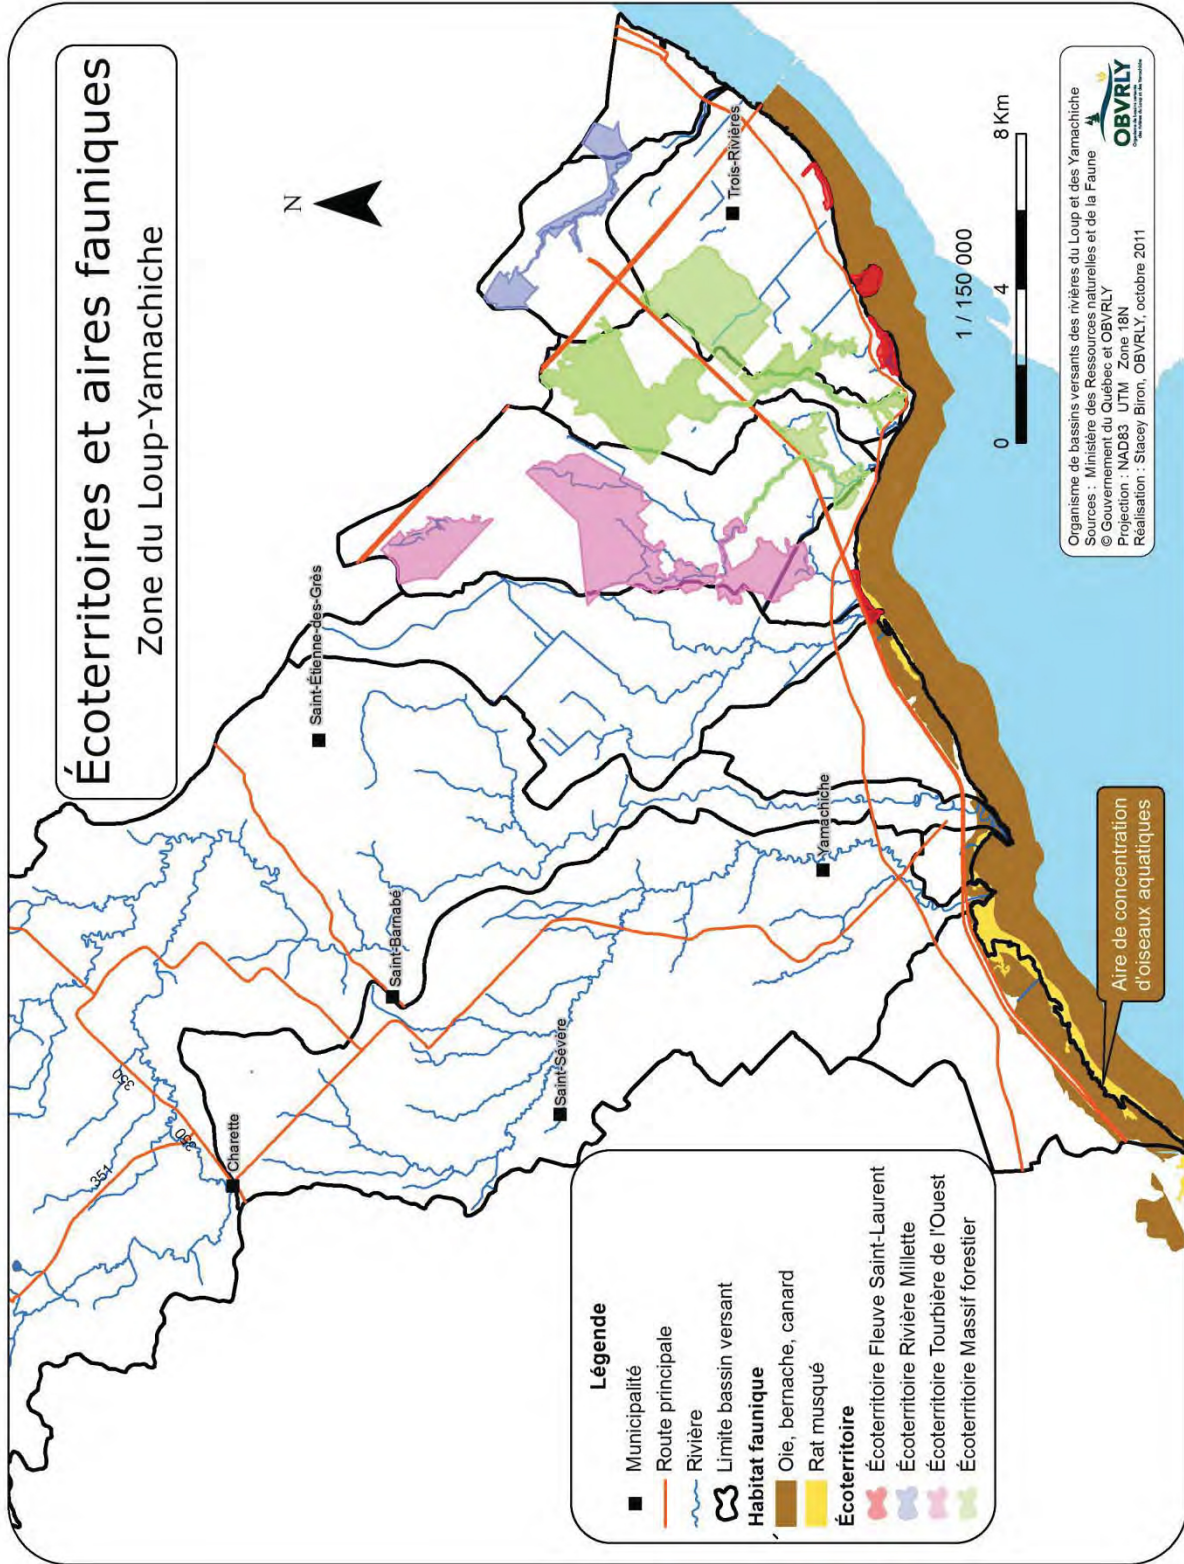 Écoterritoires et aires fauniques
Zone du Loup-Yamachiche
N
350
350
351
Charette
Saint-Barnabé
Saint-Étienne-des-Grès
Saint-Sévère
Yamachiche
Trois-Rivières
Aire de concentration
d'oiseaux aquatiques
Légende
Municipalité
Route principale
Rivière
Limite bassin versant
Habitat faunique
Oie, bernache, canard
Rat musqué
Écoterritoire
Écoterritoire Fleuve Saint-Laurent
Écoterritoire Rivière Millette
Écoterritoire Tourbière de l'Ouest
Écoterritoire Massif forestier
1 / 150 000
0 4 8 Km
Organisme de bassins versants des rivières du Loup et des Yamachiche
Sources : Ministère des Ressources naturelles et de la Faune
© Gouvernement du Québec et OBVRLY
Projection : NAD83 UTM Zone 18N
Réalisation : Stacey Biron, OBVRLY, octobre 2011
OBVRLY